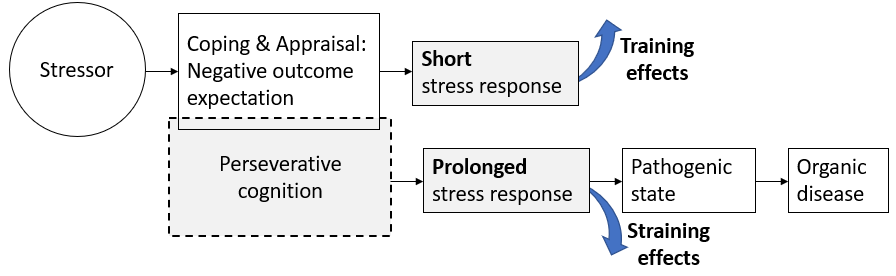 Stressor
Coping & Appraisal:
Negative outcome
expectation
Short
stress response
Training
effects
Perseverative
cognition
Prolonged
stress response
Pathogenic
state
Organic
disease
Straining
effects